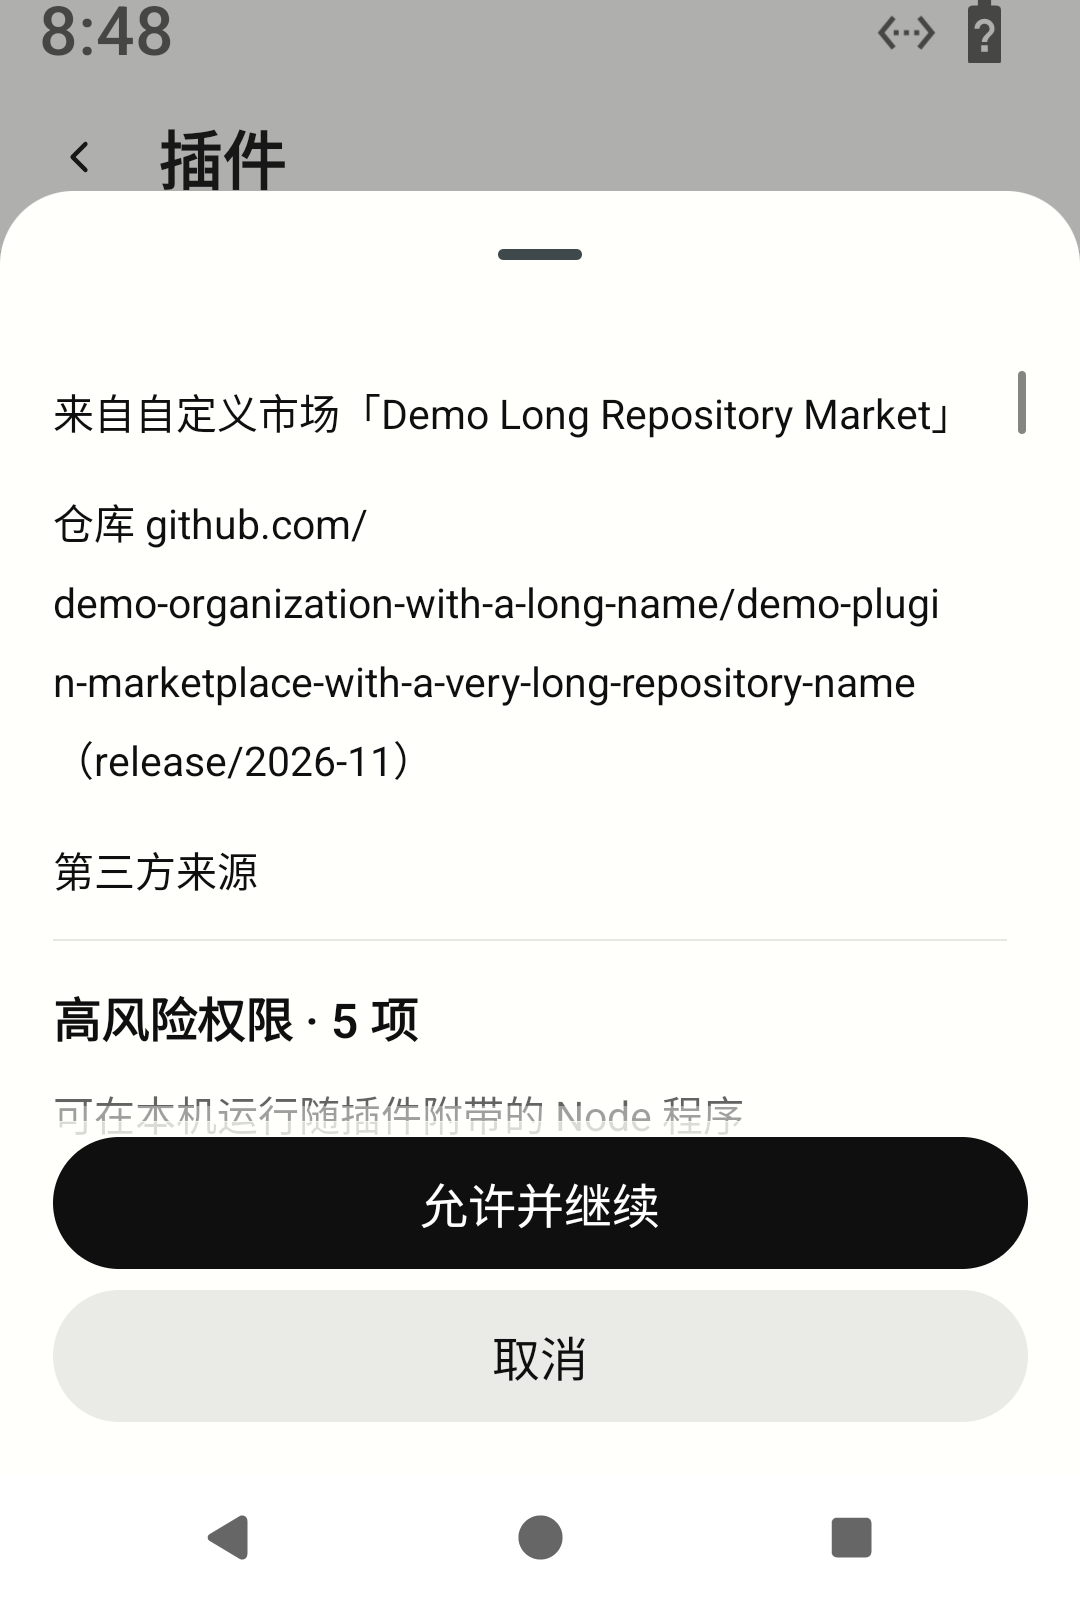 8:48
插件
来自自定义市场「Demo Long Repository Market」
仓库 github.com/
demo-organization-with-a-long-name/demo-plugi
n-marketplace-with-a-very-long-repository-name
（release/2026-11）
第三方来源
高风险权限 · 5 项
可在本机运行随插件附带的 Node 程序
允许并继续
取消